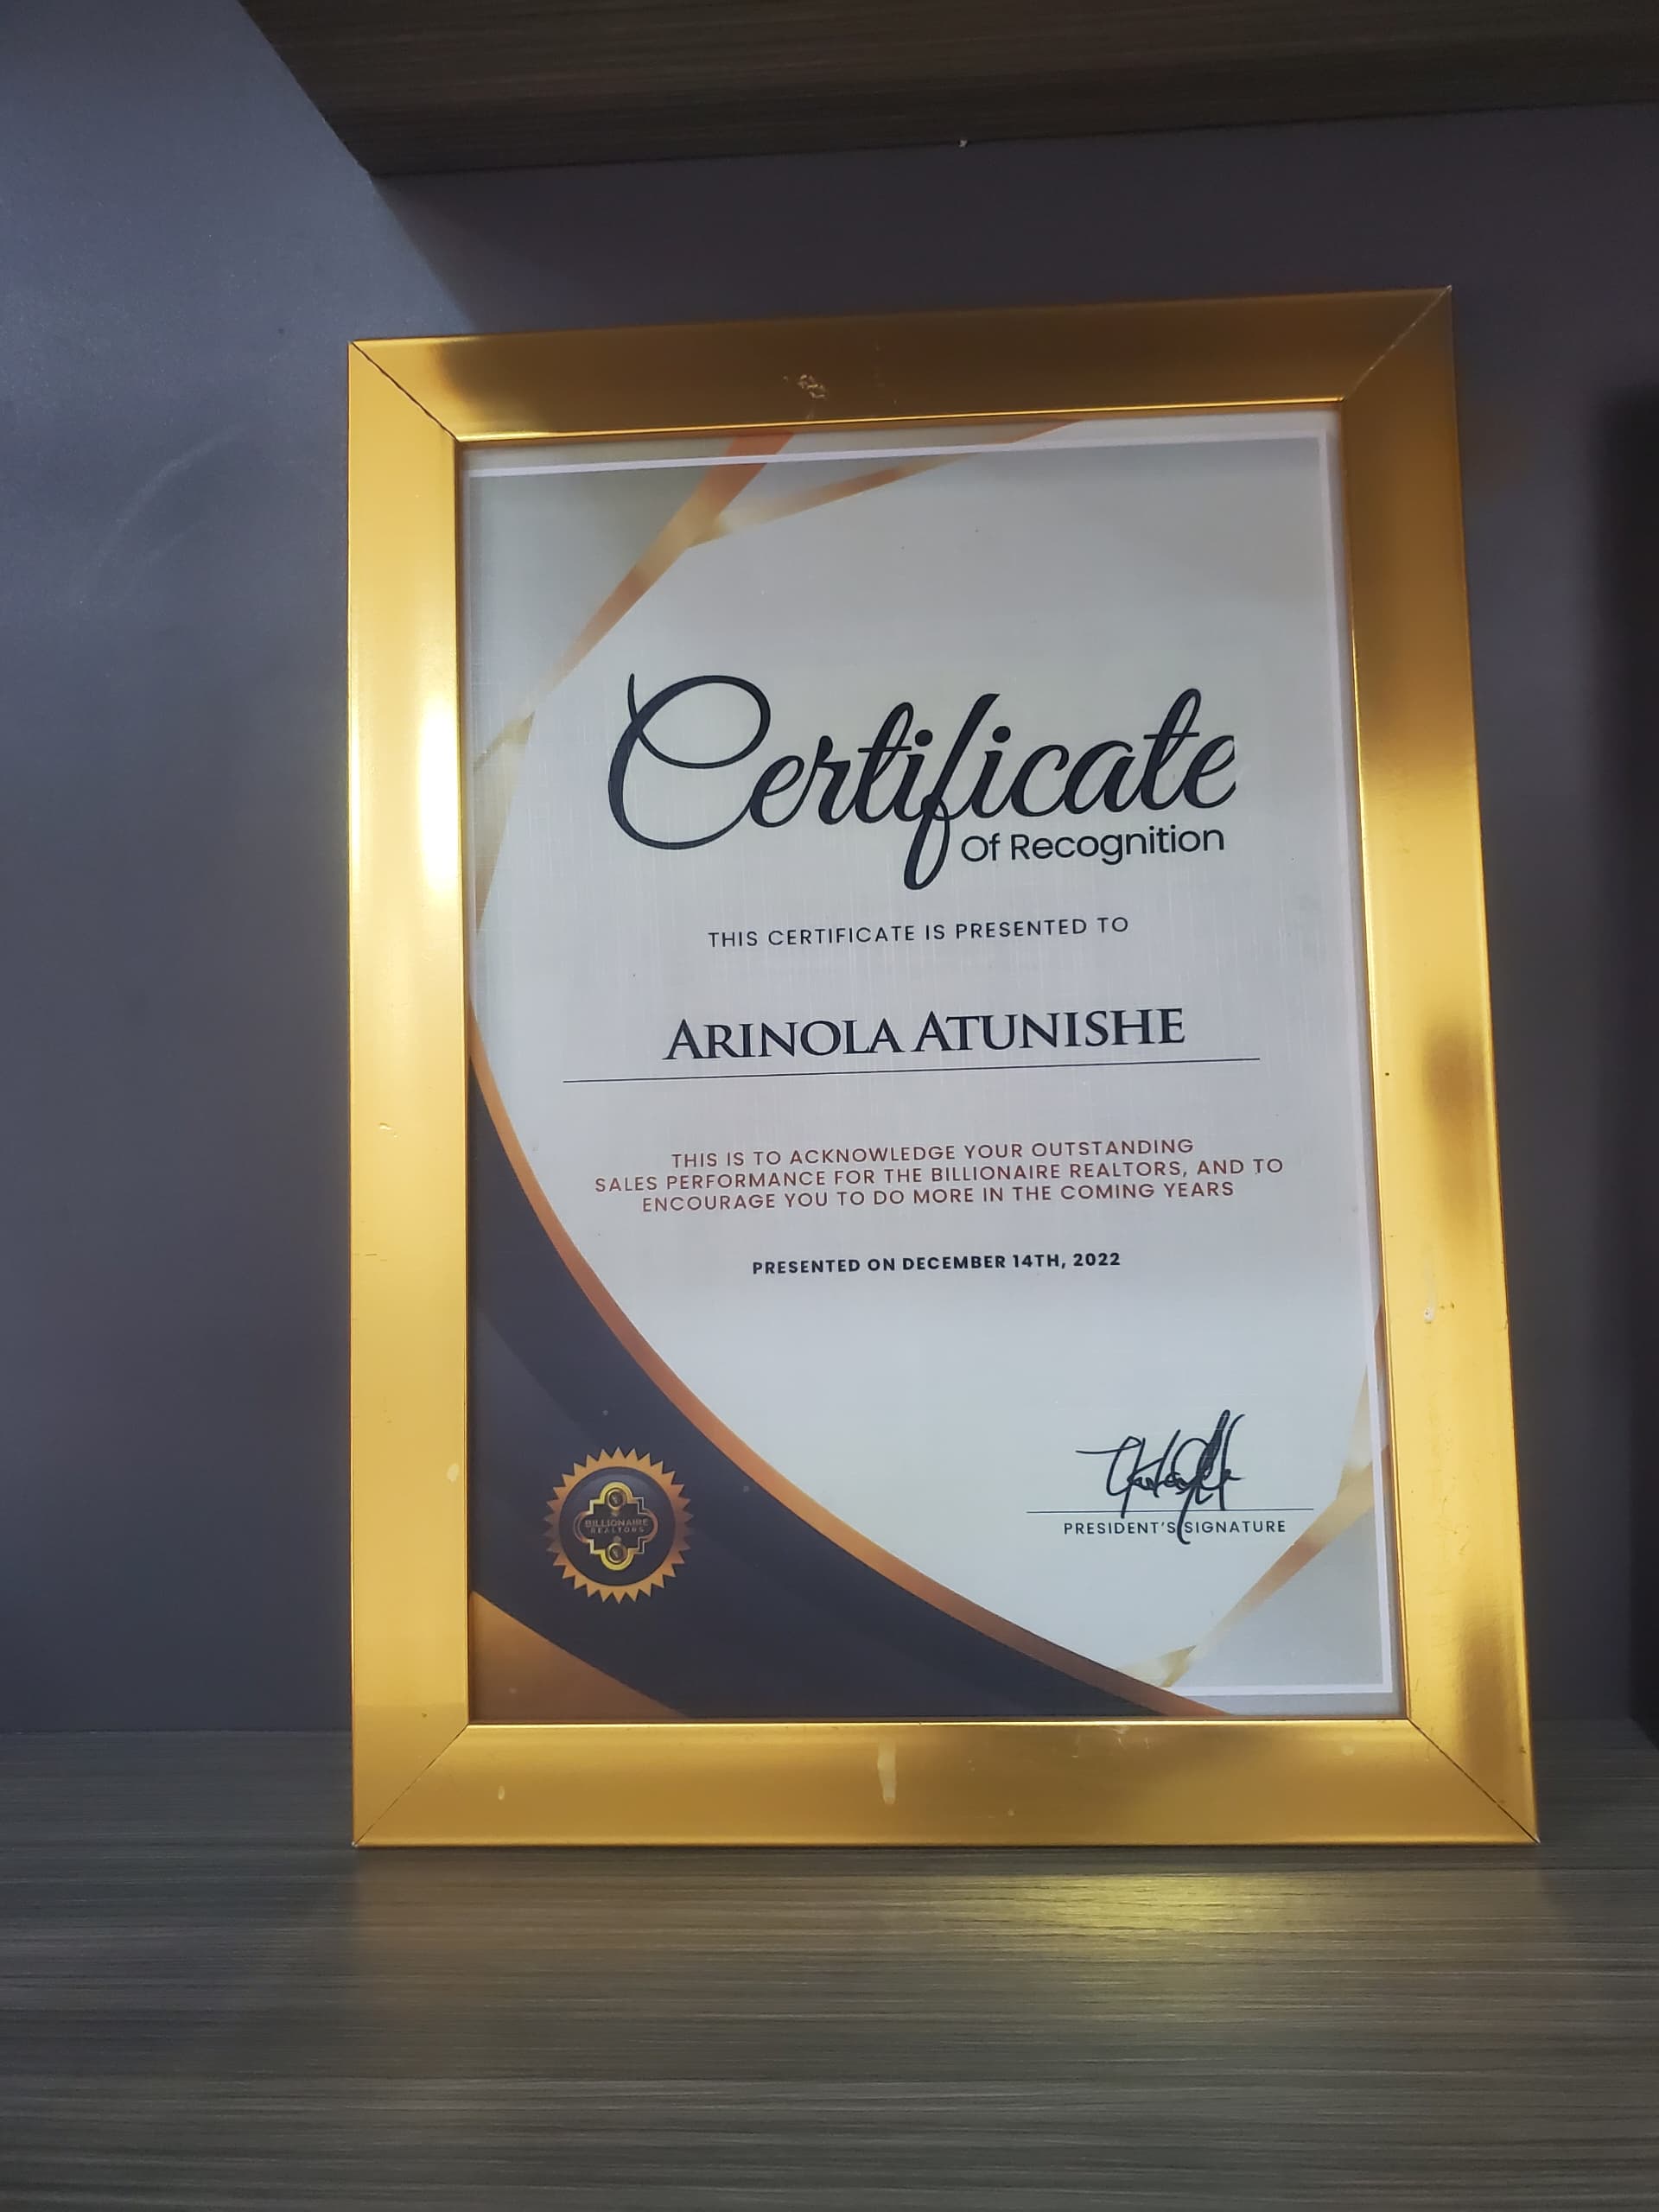 Certificate
Of Recognition
THIS CERTIFICATE IS PRESENTED TO
ARINOLA ATUNISHE
THIS IS TO ACKNOWLEDGE YOUR OUTSTANDING
SALES PERFORMANCE FOR THE BILLIONAIRE REALTORS, AND TO
ENCOURAGE YOU TO DO MORE IN THE COMING YEARS
PRESENTED ON DECEMBER 14TH, 2022
BILLIONAIRE
REALTORS
PRESIDENT'S SIGNATURE